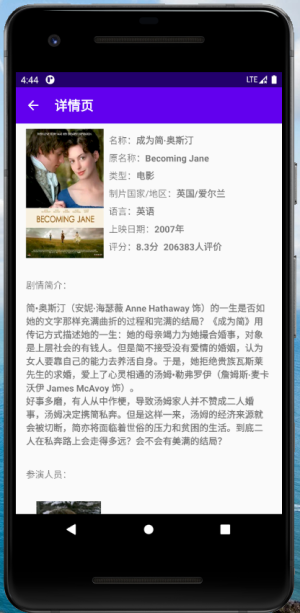 4:44
LTE
详情页
BECOMING JANE
名称：成为简·奥斯汀
原名称：Becoming Jane
类型：电影
制片国家/地区：英国/爱尔兰
语言：英语
上映日期：2007年
评分：8.3分 206383人评价
剧情简介：
简•奥斯汀（安妮·海瑟薇 Anne Hathaway 饰）的一生是否如
她的文字那样充满曲折的过程和完满的结局？《成为简》用
传记方式描述她的一生：她的母亲竭力为她撮合婚事，对象
是上层社会的有钱人。但是简不接受没有爱情的婚姻，认为
女人要靠自己的能力去养活自身。于是，她拒绝贵族瓦斯莱
先生的求婚，爱上了心灵相通的汤姆•勒弗罗伊（詹姆斯·麦卡
沃伊 James McAvoy 饰）。
好事多磨，有人从中作梗，导致汤姆家人并不赞成二人婚
事，汤姆决定携简私奔。但是这样一来，汤姆的经济来源就
会被切断，简亦将面临着世俗的压力和贫困的生活。到底二
人在私奔路上会走得多远？会不会有美满的结局？
参演人员：